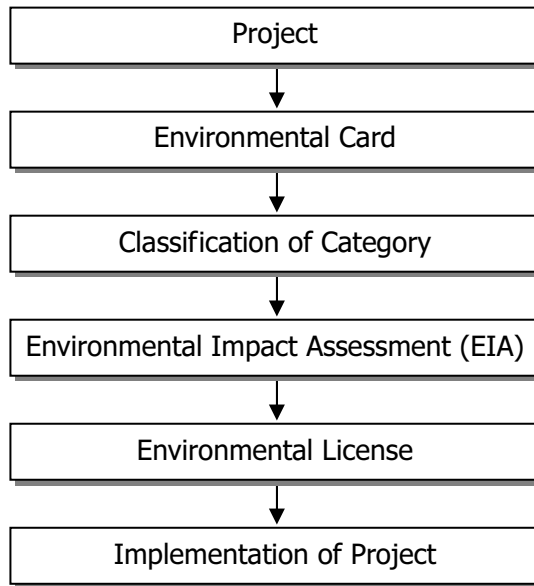 Project
Environmental Card
Classification of Category
Environmental Impact Assessment (EIA)
Environmental License
Implementation of Project